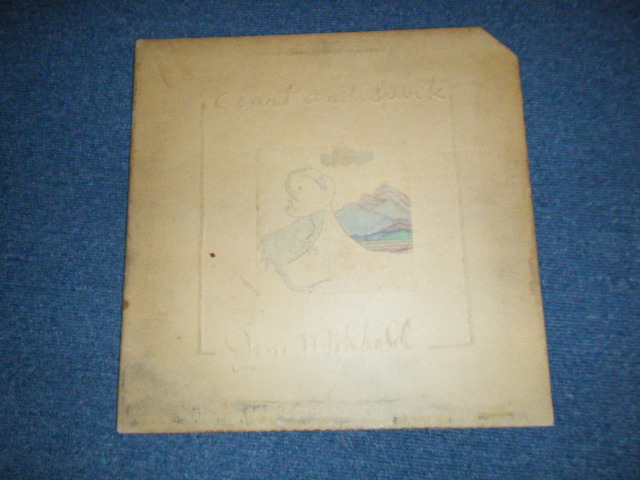 Court and Spark
Joni Mitchell